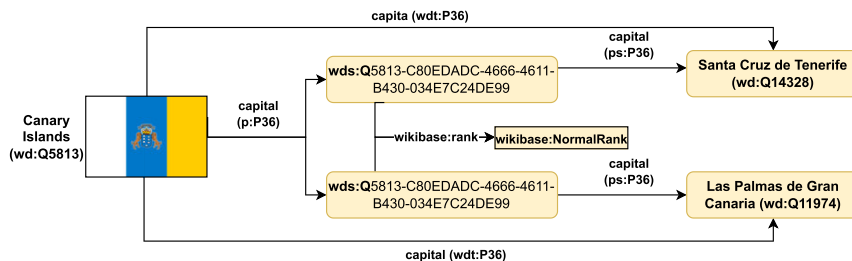 capita (wdt:P36)
capital
(ps:P36)
wds:Q5813-C80EDADC-4666-4611-
B430-034E7C24DE99
Santa Cruz de Tenerife
(wd:Q14328)
Canary
Islands
(wd:Q5813)
capital
(p:P36)
wikibase:rank
wikibase:NormalRank
capital
(ps:P36)
wds:Q5813-C80EDADC-4666-4611-
B430-034E7C24DE99
Las Palmas de Gran
Canaria (wd:Q11974)
capital (wdt:P36)